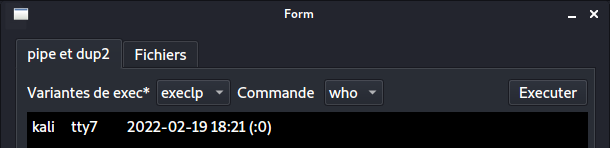 Form
pipe et dup2 Fichiers
Variantes de exec* execlp Commande who Executer
kali tty7 2022-02-19 18:21 (:0)